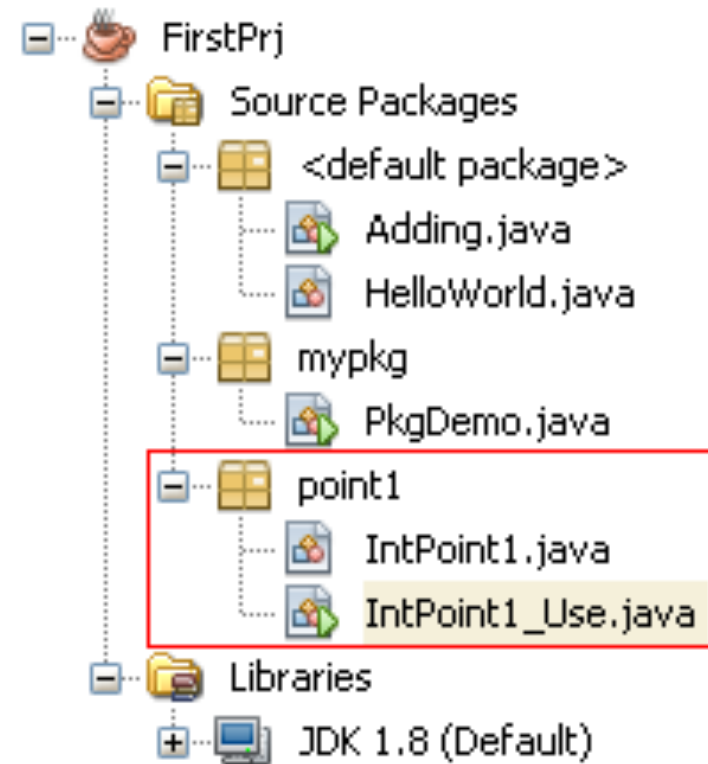 FirstPrj
Source Packages
<default package>
Adding.java
HelloWorld.java
mypkg
PkgDemo.java
point1
IntPoint1.java
IntPoint1_Use.java
Libraries
JDK 1.8 (Default)